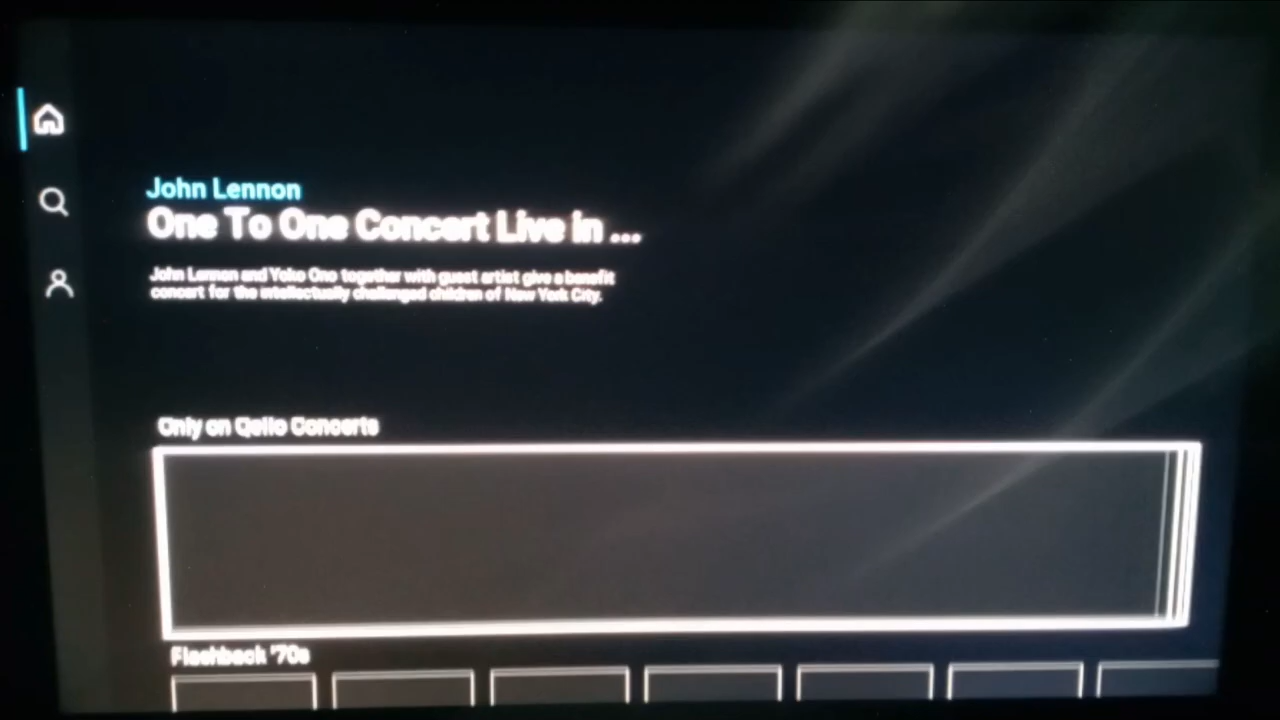 John Lennon
One To One Concert Live in ...
John Lennon and Yoko Ono together with guest artist give a benefit
concert for the intellectually challenged children of New York City.
Only on Qello Concerts
Flashback '70s